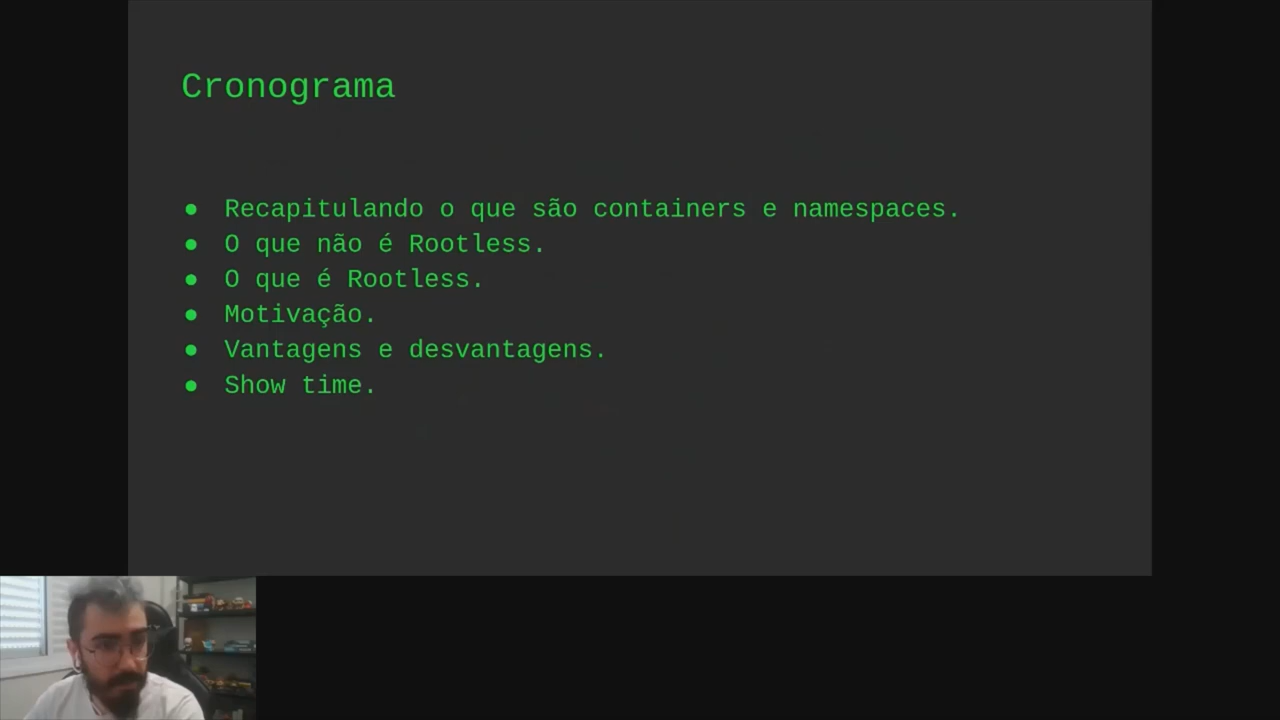 Cronograma
● Recapitulando o que são containers e namespaces.
● O que não é Rootless.
● O que é Rootless.
● Motivação.
● Vantagens e desvantagens.
● Show time.